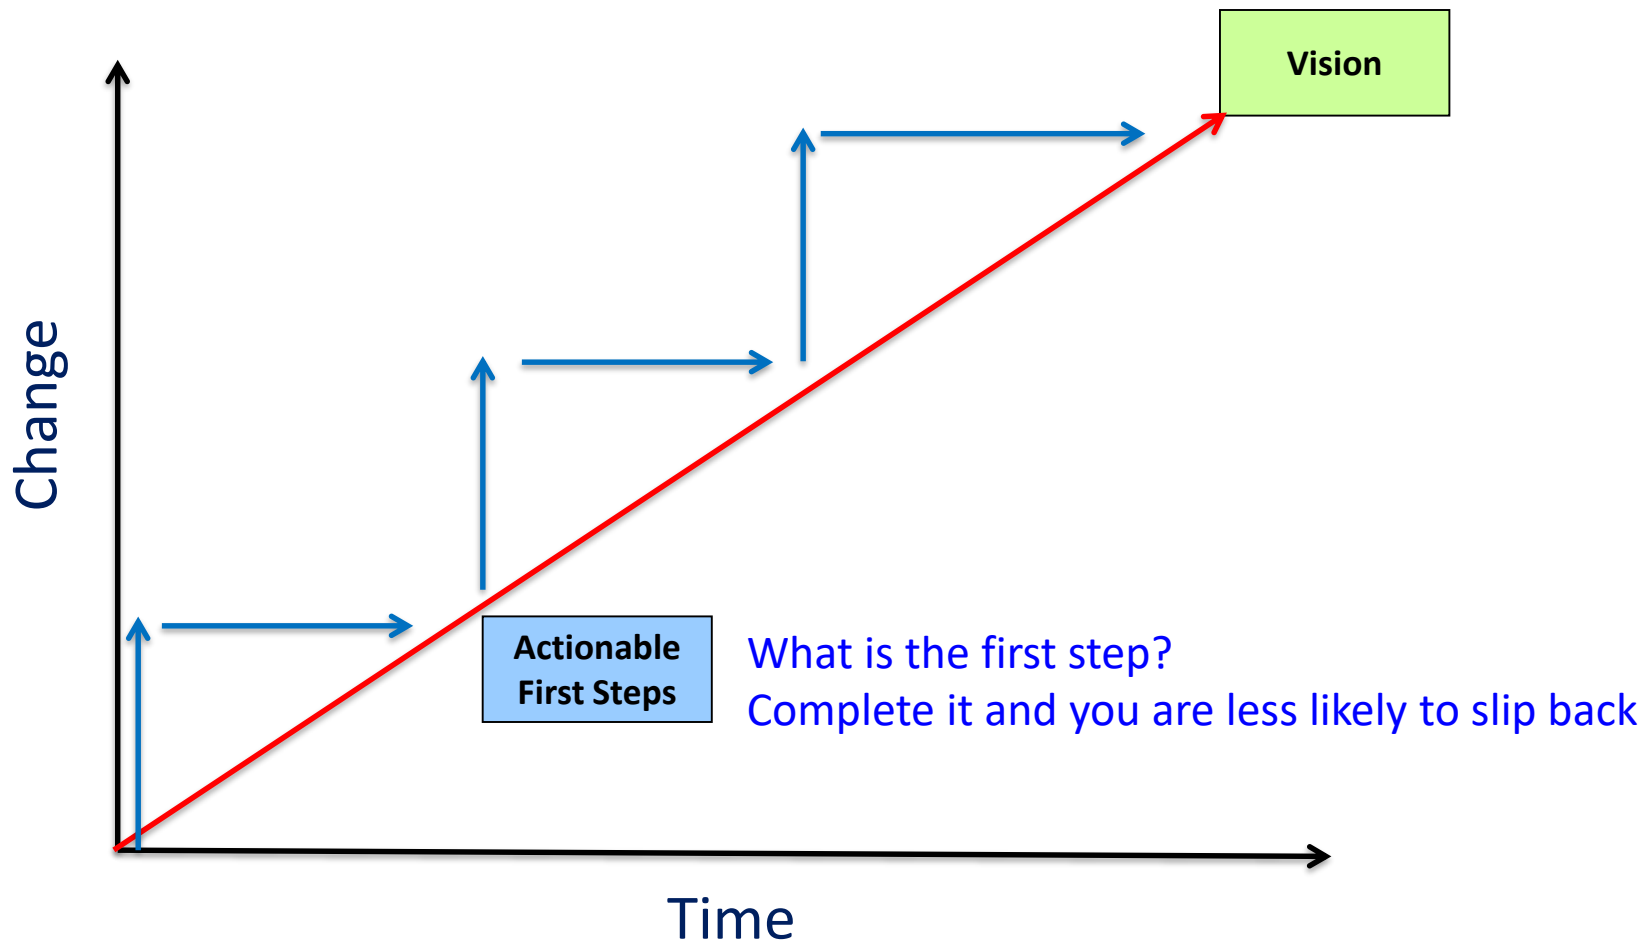 Vision
Change
Actionable
First Steps
What is the first step?
Complete it and you are less likely to slip back
Time